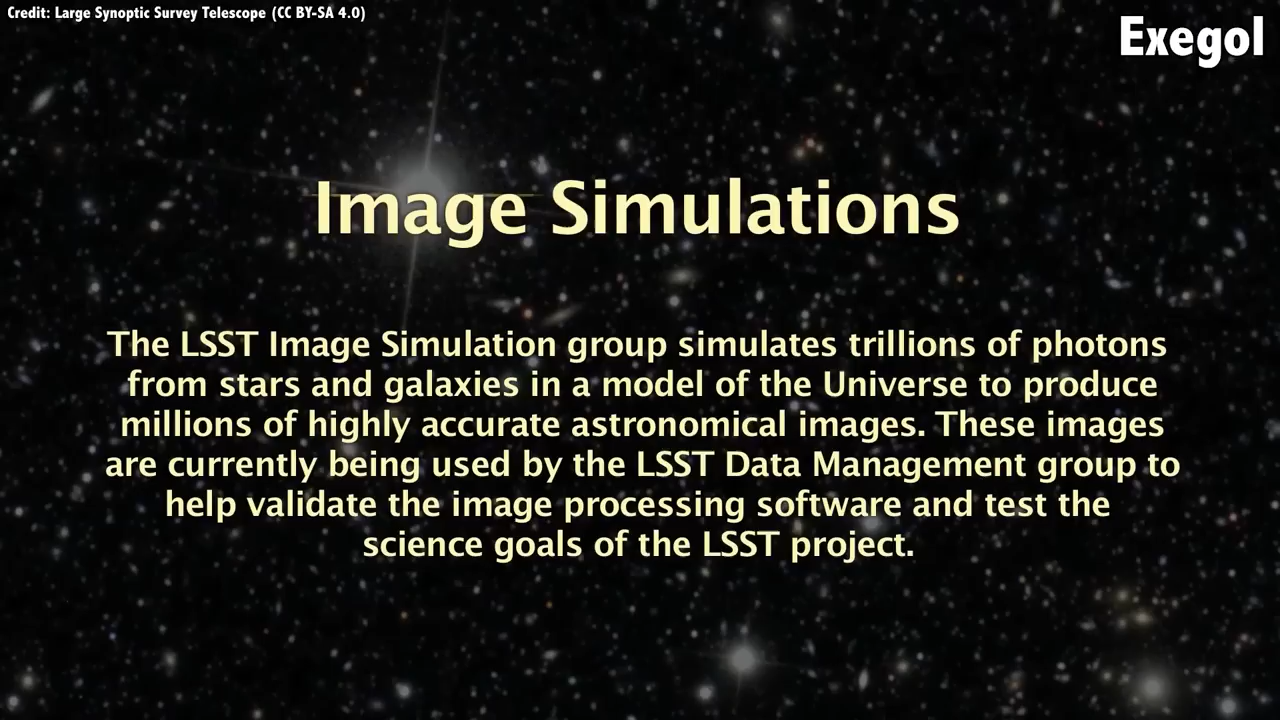 Credit: Large Synoptic Survey Telescope (CC BY-SA 4.0)
Exegol
Image Simulations
The LSST Image Simulation group simulates trillions of photons
from stars and galaxies in a model of the Universe to produce
millions of highly accurate astronomical images. These images
are currently being used by the LSST Data Management group to
help validate the image processing software and test the
science goals of the LSST project.